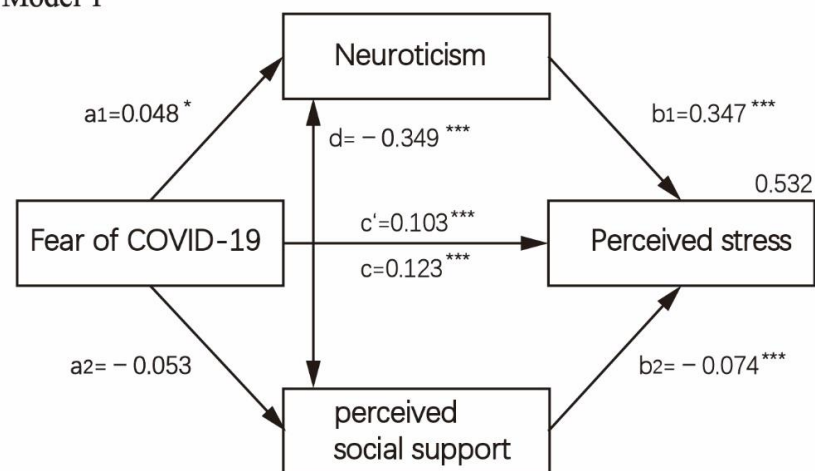 Model 1
Neuroticism
a1=0.048 *
b1=0.347 ***
d= − 0.349 ***
0.532
Fear of COVID-19
c'=0.103 ***
c=0.123 ***
Perceived stress
a2= − 0.053
b2= − 0.074 ***
perceived
social support